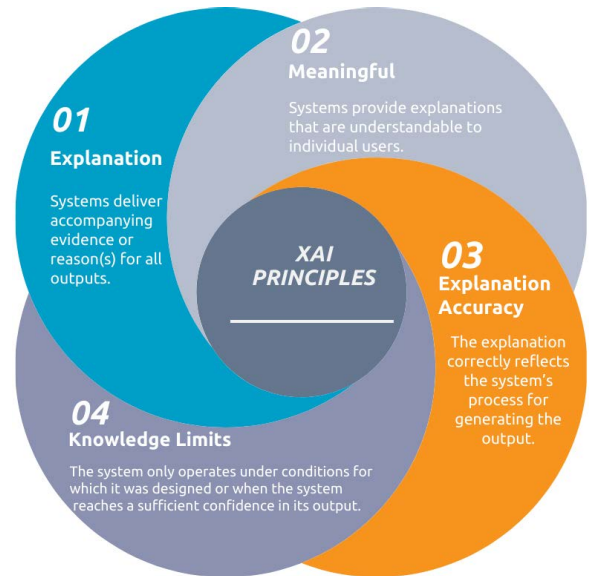 01
Explanation
Systems deliver
accompanying
evidence or
reason(s) for all
outputs.
02
Meaningful
Systems provide explanations
that are understandable to
individual users.
XAI
PRINCIPLES
03
Explanation
Accuracy
The explanation
correctly reflects
the system's
process for
generating the
output.
04
Knowledge Limits
The system only operates under conditions for
which it was designed or when the system
reaches a sufficient confidence in its output.